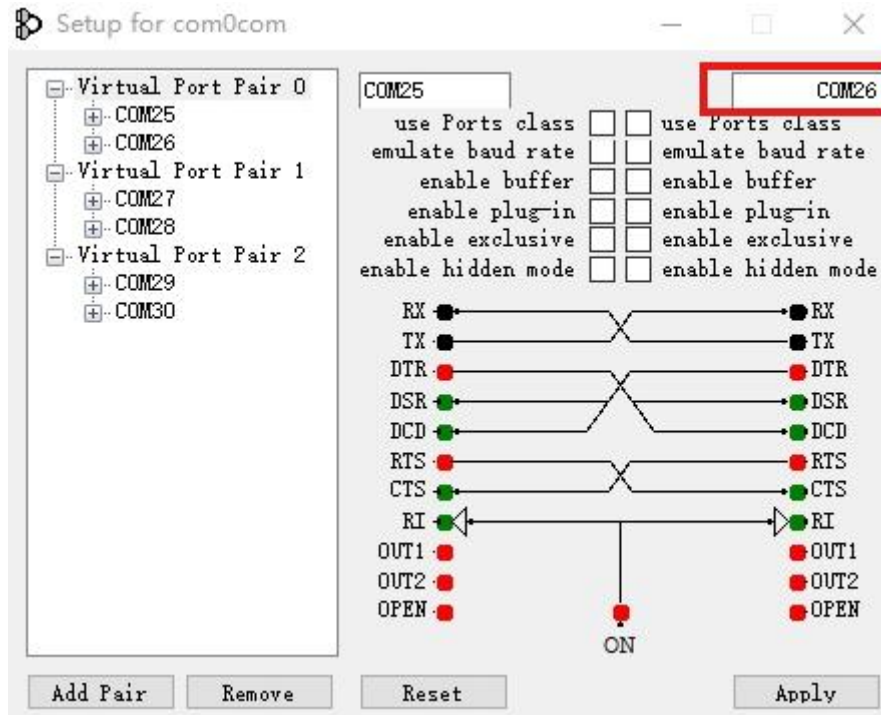 Setup for com0com
Virtual Port Pair 0
COM25
COM26
Virtual Port Pair 1
COM27
COM28
Virtual Port Pair 2
COM29
COM30
COM25 COM26
use Ports class use Ports class
emulate baud rate emulate baud rate
enable buffer enable buffer
enable plug-in enable plug-in
enable exclusive enable exclusive
enable hidden mode enable hidden mode
RX RX
TX TX
DTR DTR
DSR DSR
DCD DCD
RTS RTS
CTS CTS
RI RI
OUT1 OUT1
OUT2 OUT2
OPEN OPEN
ON
Add Pair Remove Reset Apply